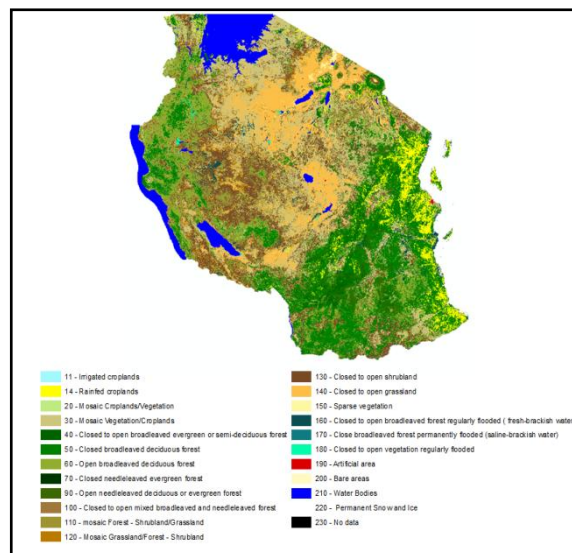 11 - Irrigated croplands
14 - Rainfed croplands
20 - Mosaic Croplands/Vegetation
30 - Mosaic Vegetation/Croplands
40 - Closed to open broadleaved evergreen or semi-deciduous forest
50 - Closed broadleaved deciduous forest
60 - Open broadleaved deciduous forest
70 - Closed needleleaved evergreen forest
90 - Open needleleaved deciduous or evergreen forest
100 - Closed to open mixed broadleaved and needleleaved forest
110 - mosaic Forest - Shrubland/Grassland
120 - Mosaic Grassland/Forest - Shrubland
130 - Closed to open shrubland
140 - Closed to open grassland
150 - Sparse vegetation
160 - Closed to open broadleaved forest regularly flooded ( fresh-brackish water)
170 - Close broadleaved forest permanently flooded (saline-brackish water)
180 - Closed to open vegetation regularly flooded
190 - Artificial area
200 - Bare areas
210 - Water Bodies
220 - Permanent Snow and Ice
230 - No data